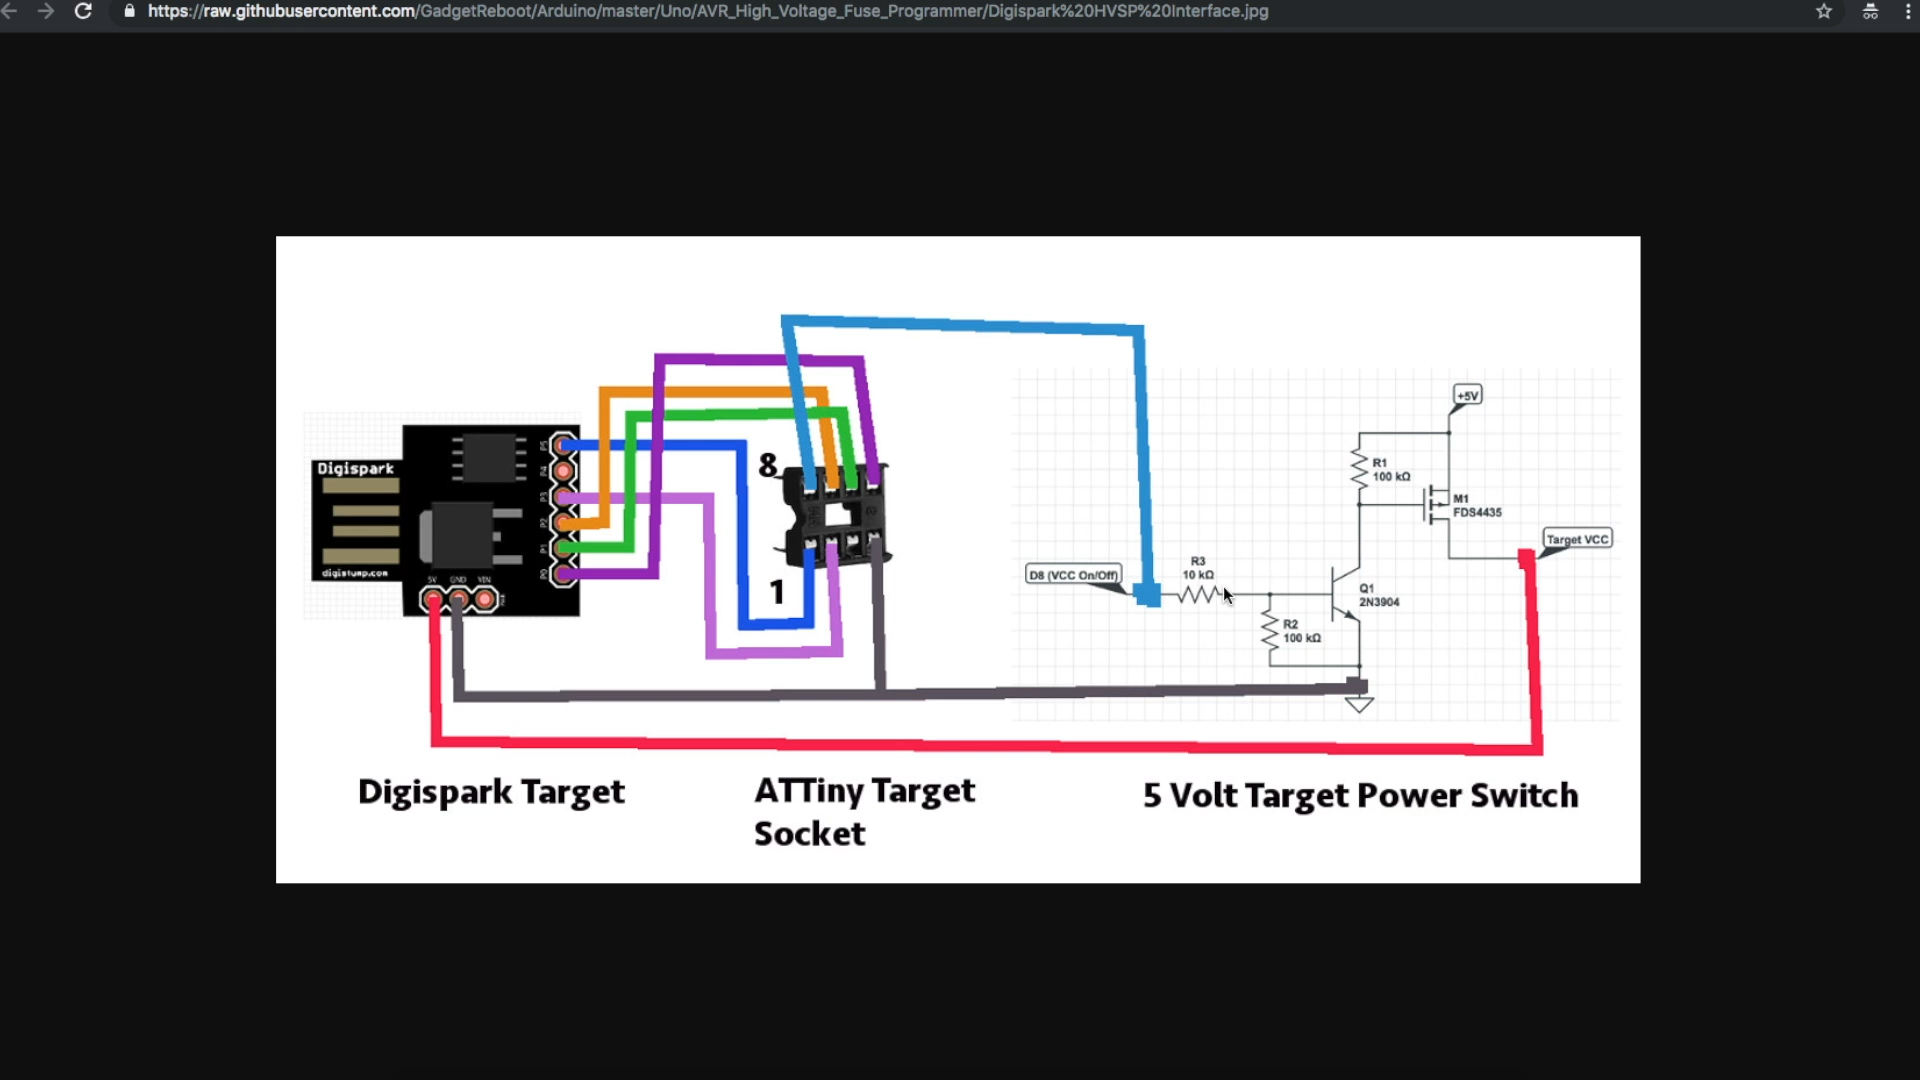 https://raw.githubusercontent.com/GadgetReboot/Arduino/master/Uno/AVR_High_Voltage_Fuse_Programmer/Digispark%20HVSP%20Interface.jpg
+5V
R1
100 kΩ
Digispark
P5
P4
P3
P2
P1
P0
8
M1
FDS4435
Target VCC
R3
10 kΩ
D8 (VCC On/Off)
digistump.com
5V GND VIN
1
Q1
2N3904
R2
100 kΩ
Digispark Target
ATTiny Target
Socket
5 Volt Target Power Switch